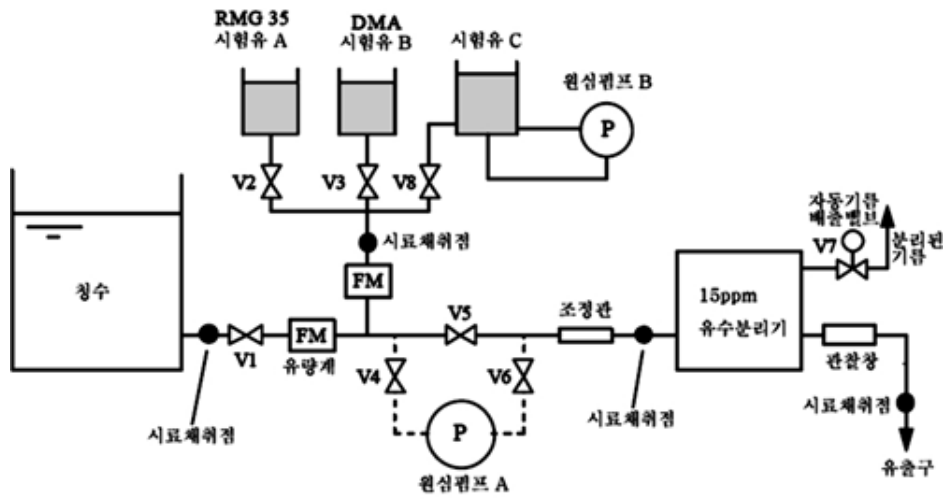 RMG 35
시험유 A
DMA
시험유 B
시험유 C
원심펌프 B
P
V2
V3
V8
시료채취점
FM
자동기름
배출밸브
V7
분리된
기름
청수
V1
FM
유량계
V5
조정관
15ppm
유수분리기
관찰창
V4
V6
시료채취점
P
원심펌프 A
시료채취점
시료채취점
유출구